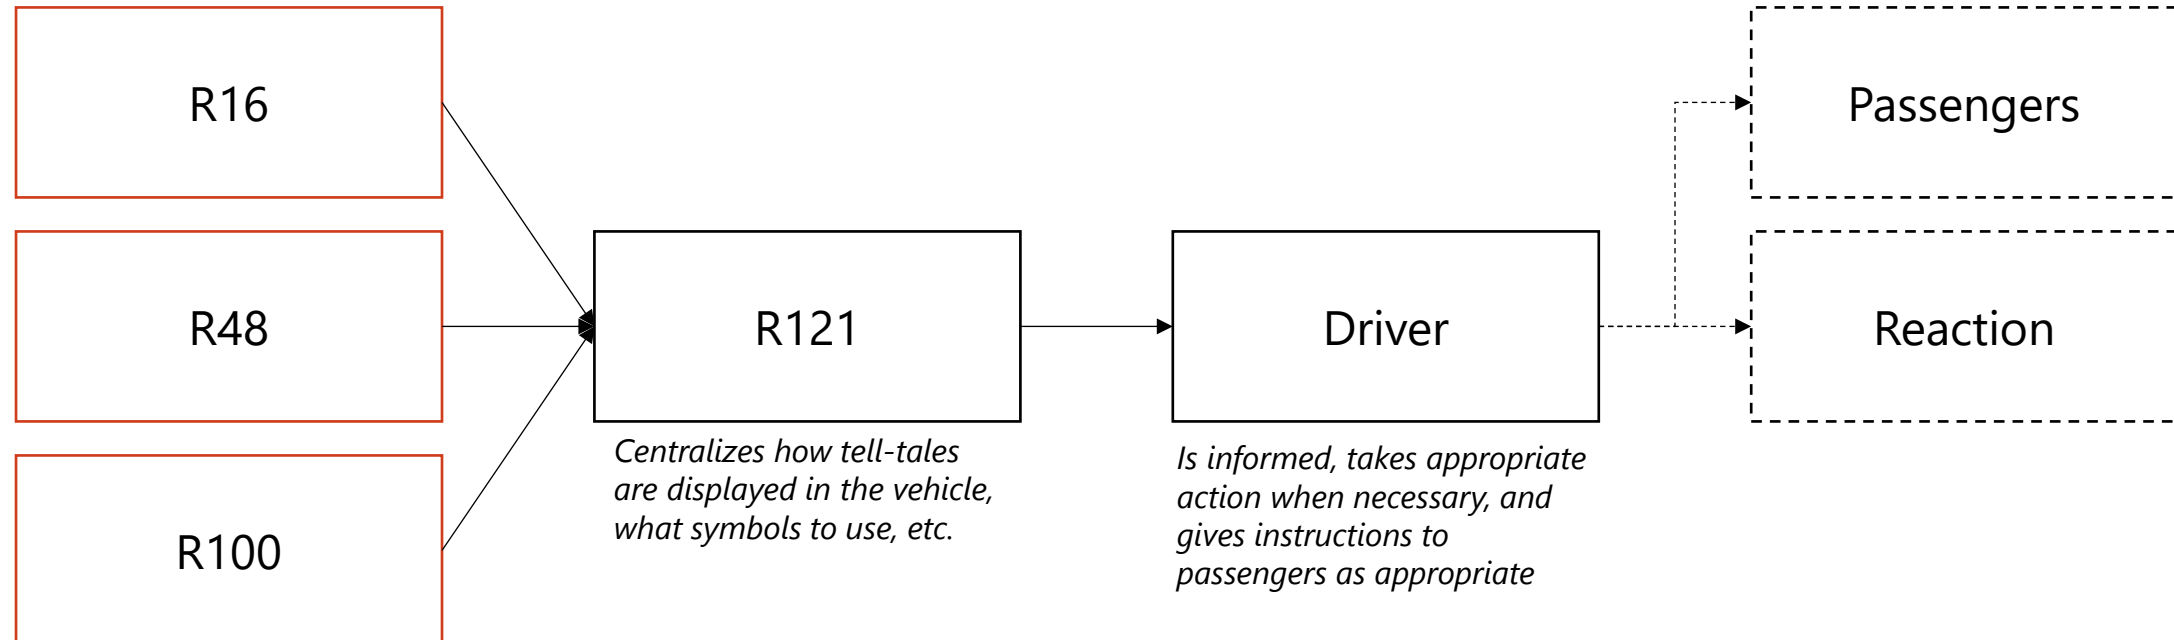 R16
Passengers
R48
R121
Driver
Reaction
Centralizes how tell-tales
are displayed in the vehicle,
what symbols to use, etc.
Is informed, takes appropriate
action when necessary, and
gives instructions to
passengers as appropriate
R100